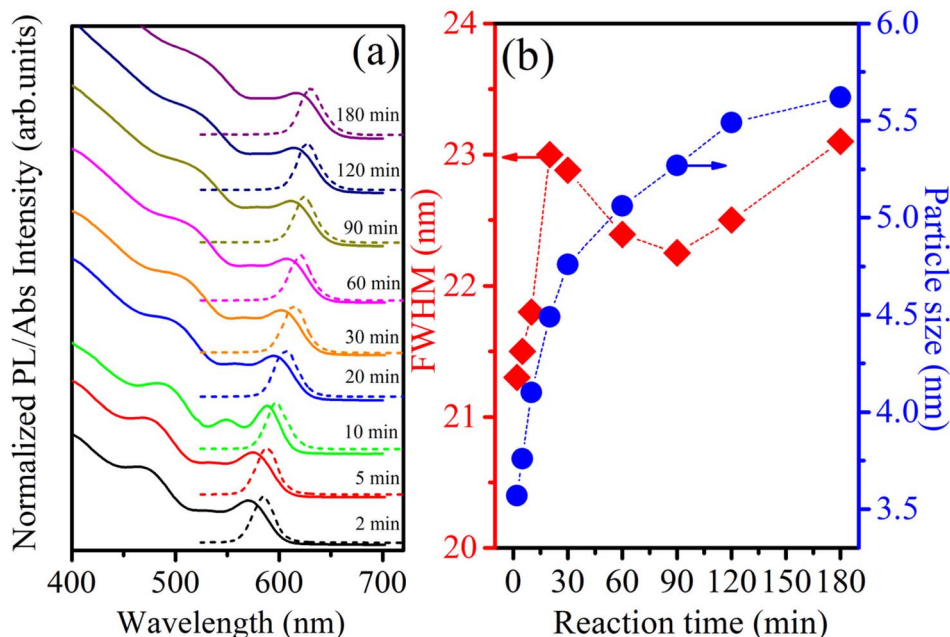 (a)
Normalized PL/ Abs Intensity (arb.units)
180 min
120 min
90 min
60 min
30 min
20 min
10 min
5 min
2 min
400 500 600 700
Wavelength (nm)
(b)
24
23
22
21
20
FWHM (nm)
6.0
5.5
5.0
4.5
4.0
3.5
Particle size (nm)
0 30 60 90 120 150 180
Reaction time (min)